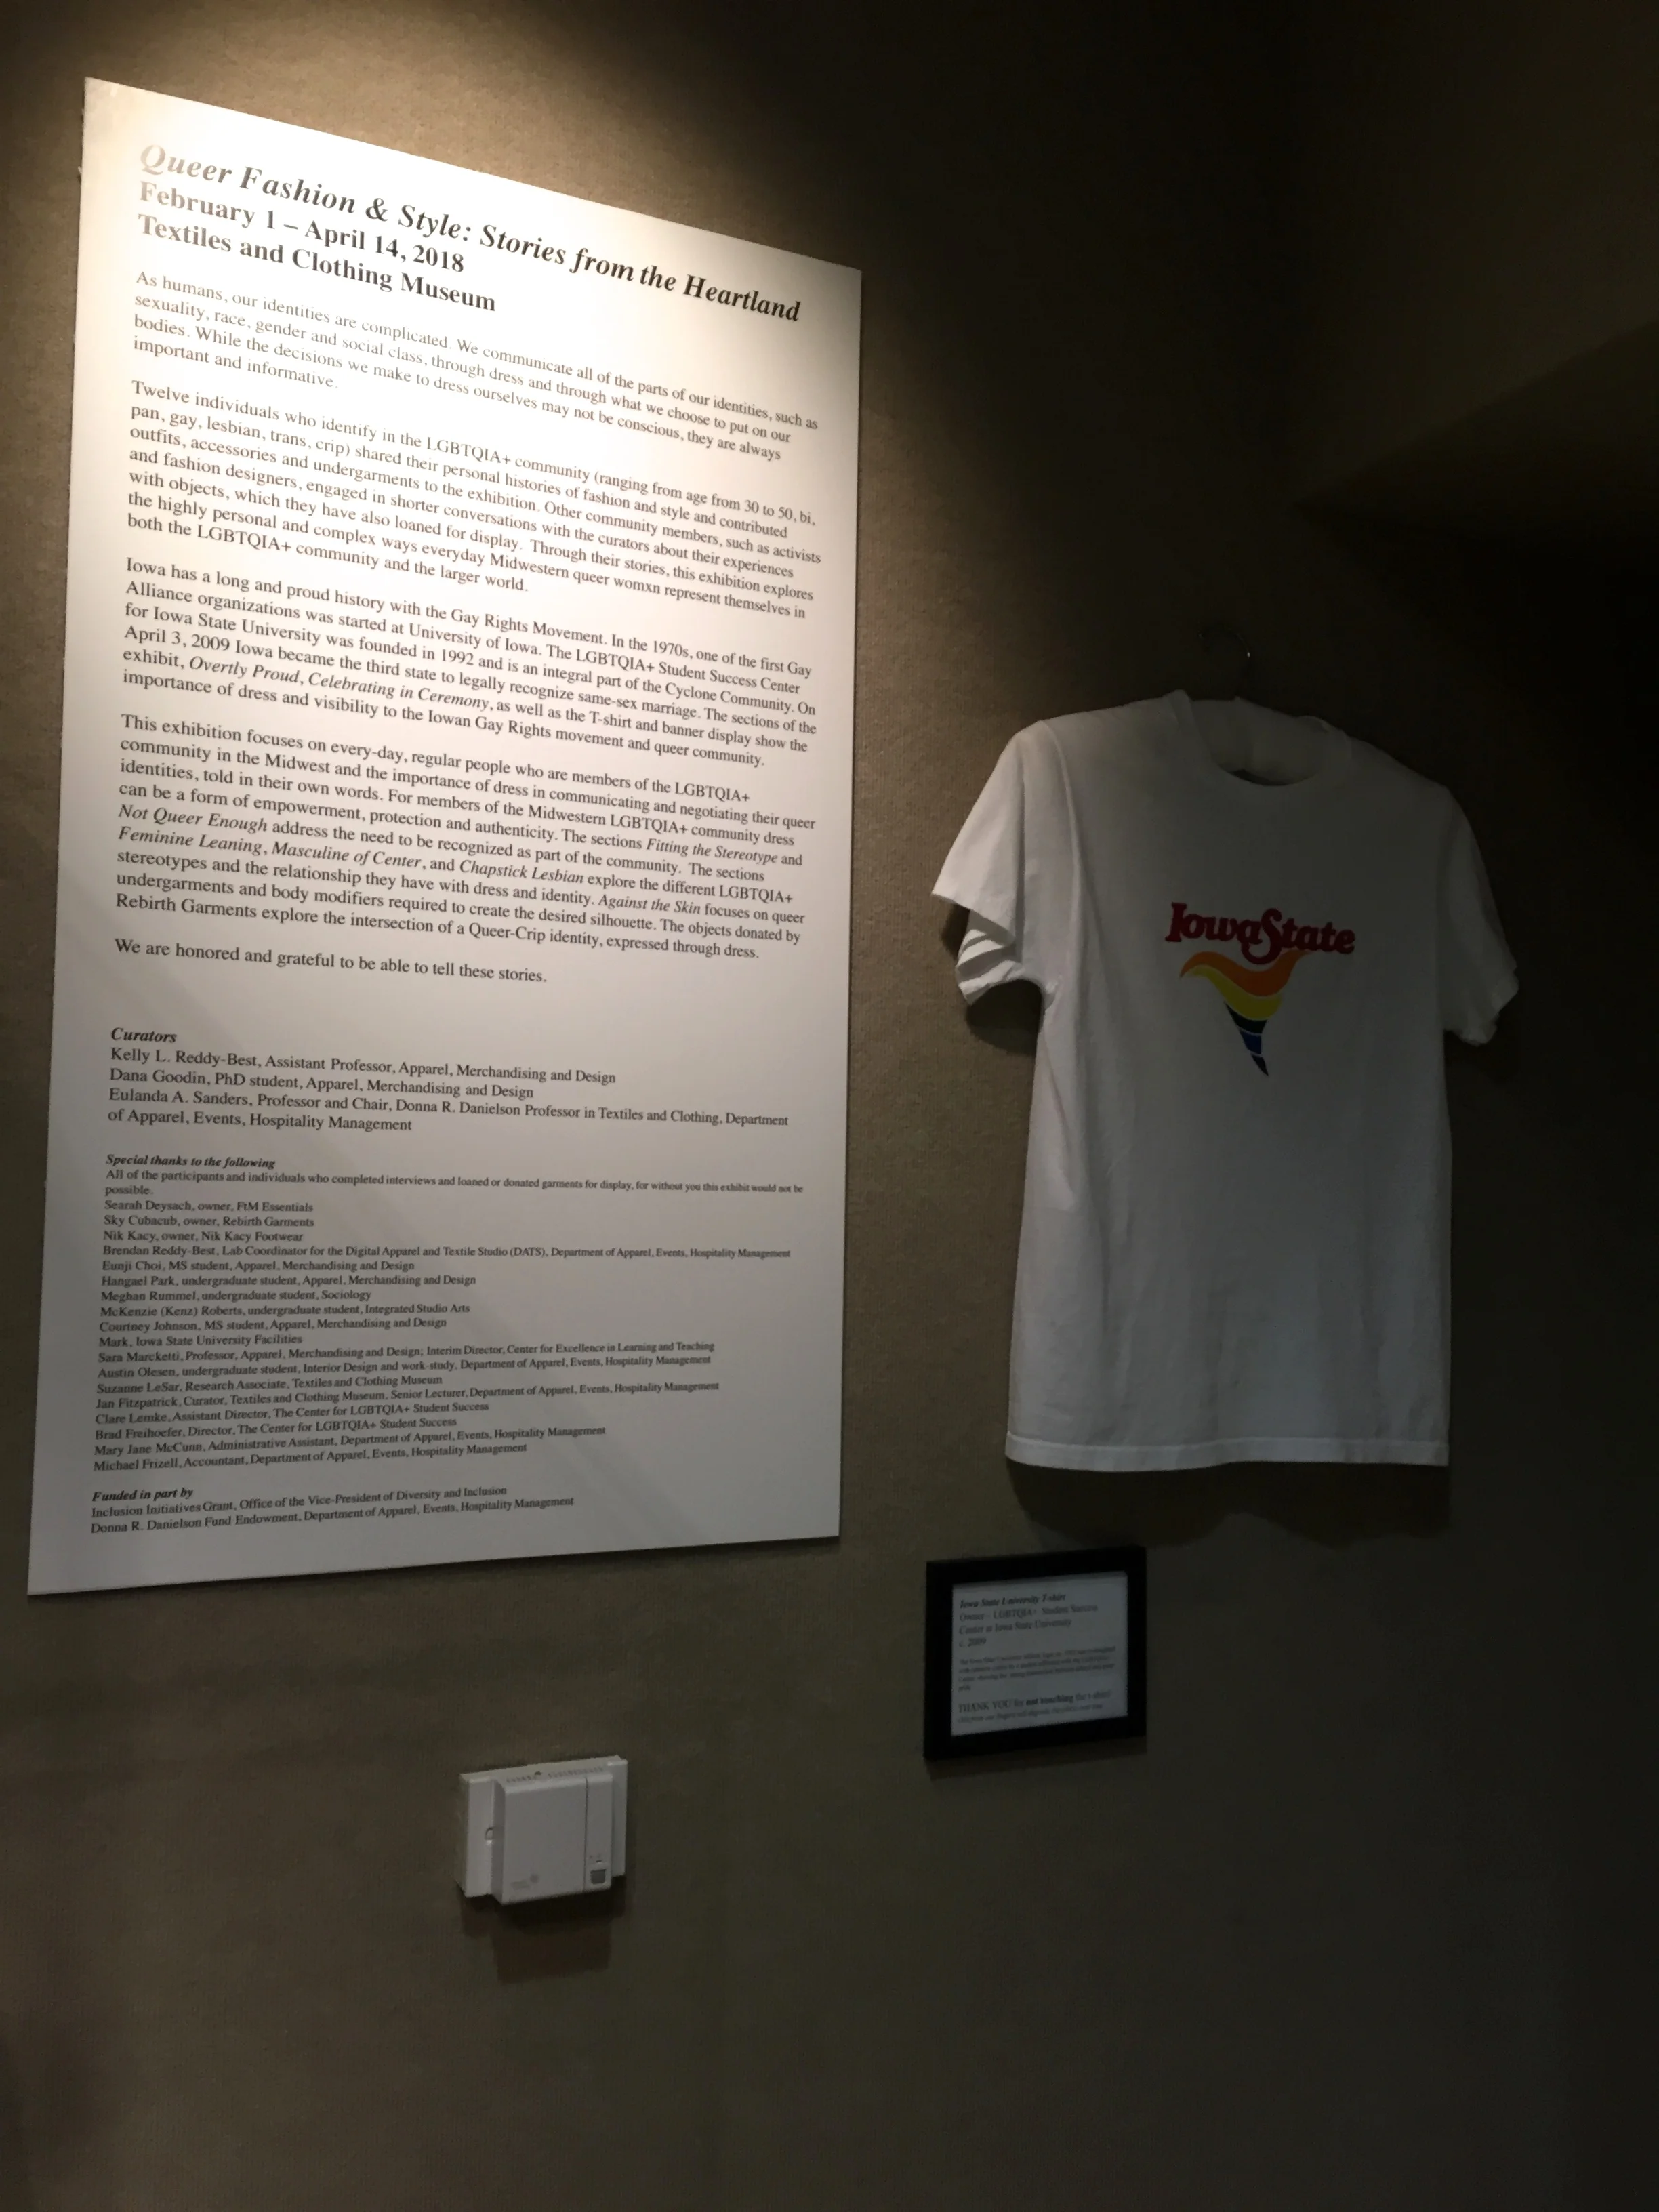 Queer Fashion & Style: Stories from the Heartland
February 1 – April 14, 2018
Textiles and Clothing Museum
As humans, our identities are complicated. We communicate all of the parts of our identities, such as
sexuality, race, gender and social class, through dress and through what we choose to put on our
bodies. While the decisions we make to dress ourselves may not be conscious, they are always
important and informative.
Twelve individuals who identify in the LGBTQIA+ community (ranging from age from 30 to 50, bi,
pan, gay, lesbian, trans, crip) shared their personal histories of fashion and style and contributed
outfits, accessories and undergarments to the exhibition. Other community members, such as activists
and fashion designers, engaged in shorter conversations with the curators about their experiences
with objects, which they have also loaned for display. Through their stories, this exhibition explores
the highly personal and complex ways everyday Midwestern queer womxn represent themselves in
both the LGBTQIA+ community and the larger world.
Iowa has a long and proud history with the Gay Rights Movement. In the 1970s, one of the first Gay
Alliance organizations was started at University of Iowa. The LGBTQIA+ Student Success Center
for Iowa State University was founded in 1992 and is an integral part of the Cyclone Community. On
April 3, 2009 Iowa became the third state to legally recognize same-sex marriage. The sections of the
exhibit, Overtly Proud, Celebrating in Ceremony, as well as the T-shirt and banner display show the
importance of dress and visibility to the Iowan Gay Rights movement and queer community.
This exhibition focuses on every-day, regular people who are members of the LGBTQIA+
community in the Midwest and the importance of dress in communicating and negotiating their queer
identities, told in their own words. For members of the Midwestern LGBTQIA+ community dress
can be a form of empowerment, protection and authenticity. The sections Fitting the Stereotype and
Not Queer Enough address the need to be recognized as part of the community. The sections
Feminine Leaning, Masculine of Center, and Chapstick Lesbian explore the different LGBTQIA+
stereotypes and the relationship they have with dress and identity. Against the Skin focuses on queer
undergarments and body modifiers required to create the desired silhouette. The objects donated by
Rebirth Garments explore the intersection of a Queer-Crip identity, expressed through dress.
We are honored and grateful to be able to tell these stories.
Curators
Kelly L. Reddy-Best, Assistant Professor, Apparel, Merchandising and Design
Dana Goodin, PhD student, Apparel, Merchandising and Design
Eulanda A. Sanders, Professor and Chair, Donna R. Danielson Professor in Textiles and Clothing, Department
of Apparel, Events, Hospitality Management
Special thanks to the following
All of the participants and individuals who completed interviews and loaned or donated garments for display, for without you this exhibit would not be
possible.
Searah Deysach, owner, FtM Essentials
Sky Cubacub, owner, Rebirth Garments
Nik Kacy, owner, Nik Kacy Footwear
Brendan Reddy-Best, Lab Coordinator for the Digital Apparel and Textile Studio (DATS), Department of Apparel, Events, Hospitality Management
Eunji Choi, MS student, Apparel, Merchandising and Design
Hangael Park, undergraduate student, Apparel, Merchandising and Design
Meghan Rummel, undergraduate student, Sociology
McKenzie (Kenz) Roberts, undergraduate student, Integrated Studio Arts
Courtney Johnson, MS student, Apparel, Merchandising and Design
Mark, Iowa State University Facilities
Sara Marcketti, Professor, Apparel, Merchandising and Design; Interim Director, Center for Excellence in Learning and Teaching
Austin Olesen, undergraduate student, Interior Design and work-study, Department of Apparel, Events, Hospitality Management
Suzanne LeSar, Research Associate, Textiles and Clothing Museum
Jan Fitzpatrick, Curator, Textiles and Clothing Museum, Senior Lecturer, Department of Apparel, Events, Hospitality Management
Clare Lemke, Assistant Director, The Center for LGBTQIA+ Student Success
Brad Freihoefer, Director, The Center for LGBTQIA+ Student Success
Mary Jane McCunn, Administrative Assistant, Department of Apparel, Events, Hospitality Management
Michael Frizell, Accountant, Department of Apparel, Events, Hospitality Management
Funded in part by
Inclusion Initiatives Grant, Office of the Vice-President of Diversity and Inclusion
Donna R. Danielson Fund Endowment, Department of Apparel, Events, Hospitality Management
Iowa State
Iowa State University T-shirt
Owner: LGBTQIA+ Student Success
Center at Iowa State University
c. 2009
THANK YOU for not touching the t-shirt!